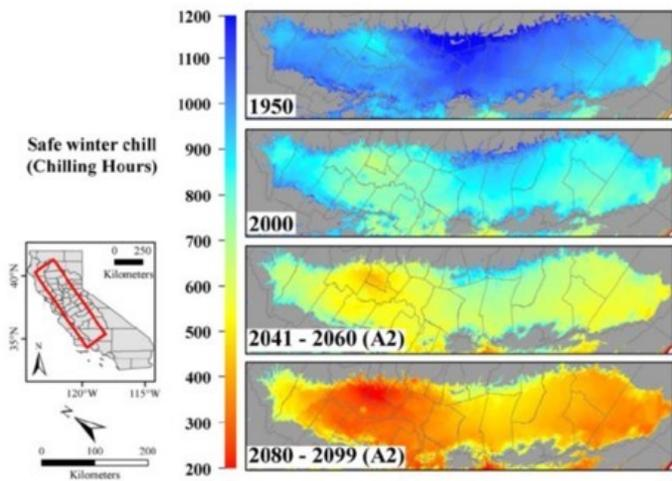 Safe winter chill
(Chilling Hours)
1200
1100
1000
900
800
700
600
500
400
300
200
1950
2000
2041 - 2060 (A2)
2080 - 2099 (A2)
0 250
Kilometers
40°N
35°N
N
120°W 115°W
N
0 100 200
Kilometers